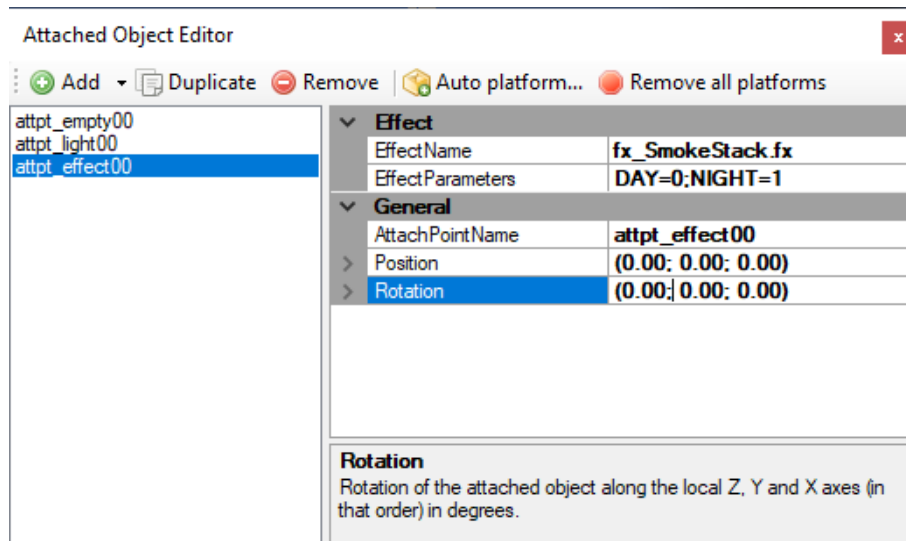 Attached Object Editor
x
Add Duplicate Remove Auto platform... Remove all platforms
attpt_empty00
attpt_light00
attpt_effect00
Effect
EffectName fx_SmokeStack.fx
EffectParameters DAY=0;NIGHT=1
General
AttachPointName attpt_effect00
Position (0.00; 0.00; 0.00)
Rotation (0.00; 0.00; 0.00)
Rotation
Rotation of the attached object along the local Z, Y and X axes (in
that order) in degrees.